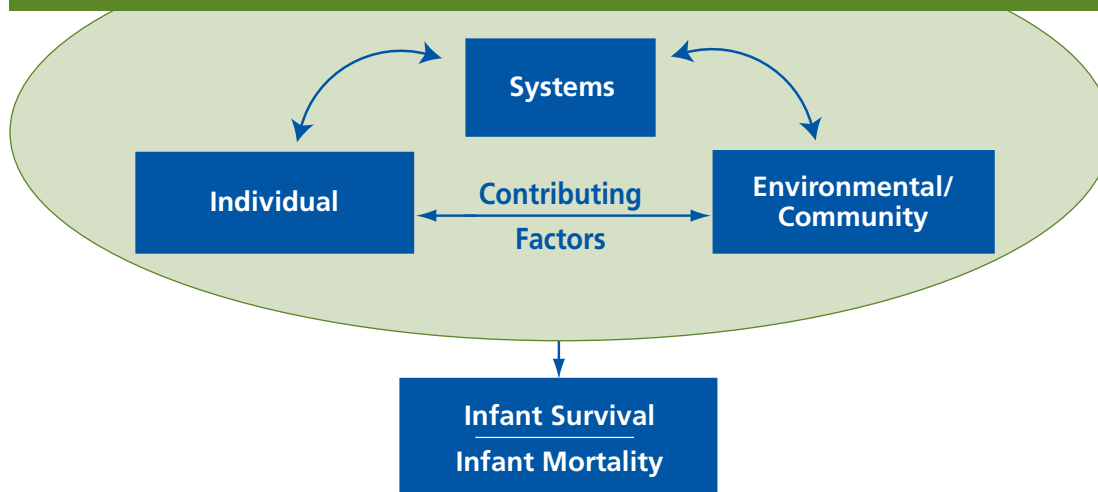 Systems
Individual
Contributing
Factors
Environmental/
Community
Infant Survival
Infant Mortality